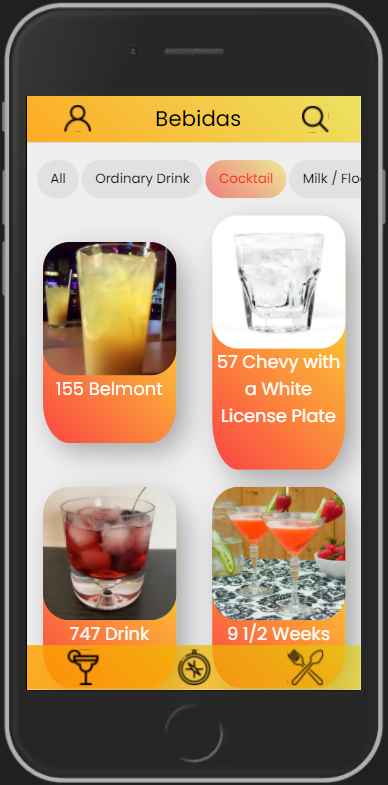 Bebidas
All
Ordinary Drink
Cocktail
Milk / Flo
155 Belmont
57 Chevy with
a White
License Plate
747 Drink
9 1/2 Weeks